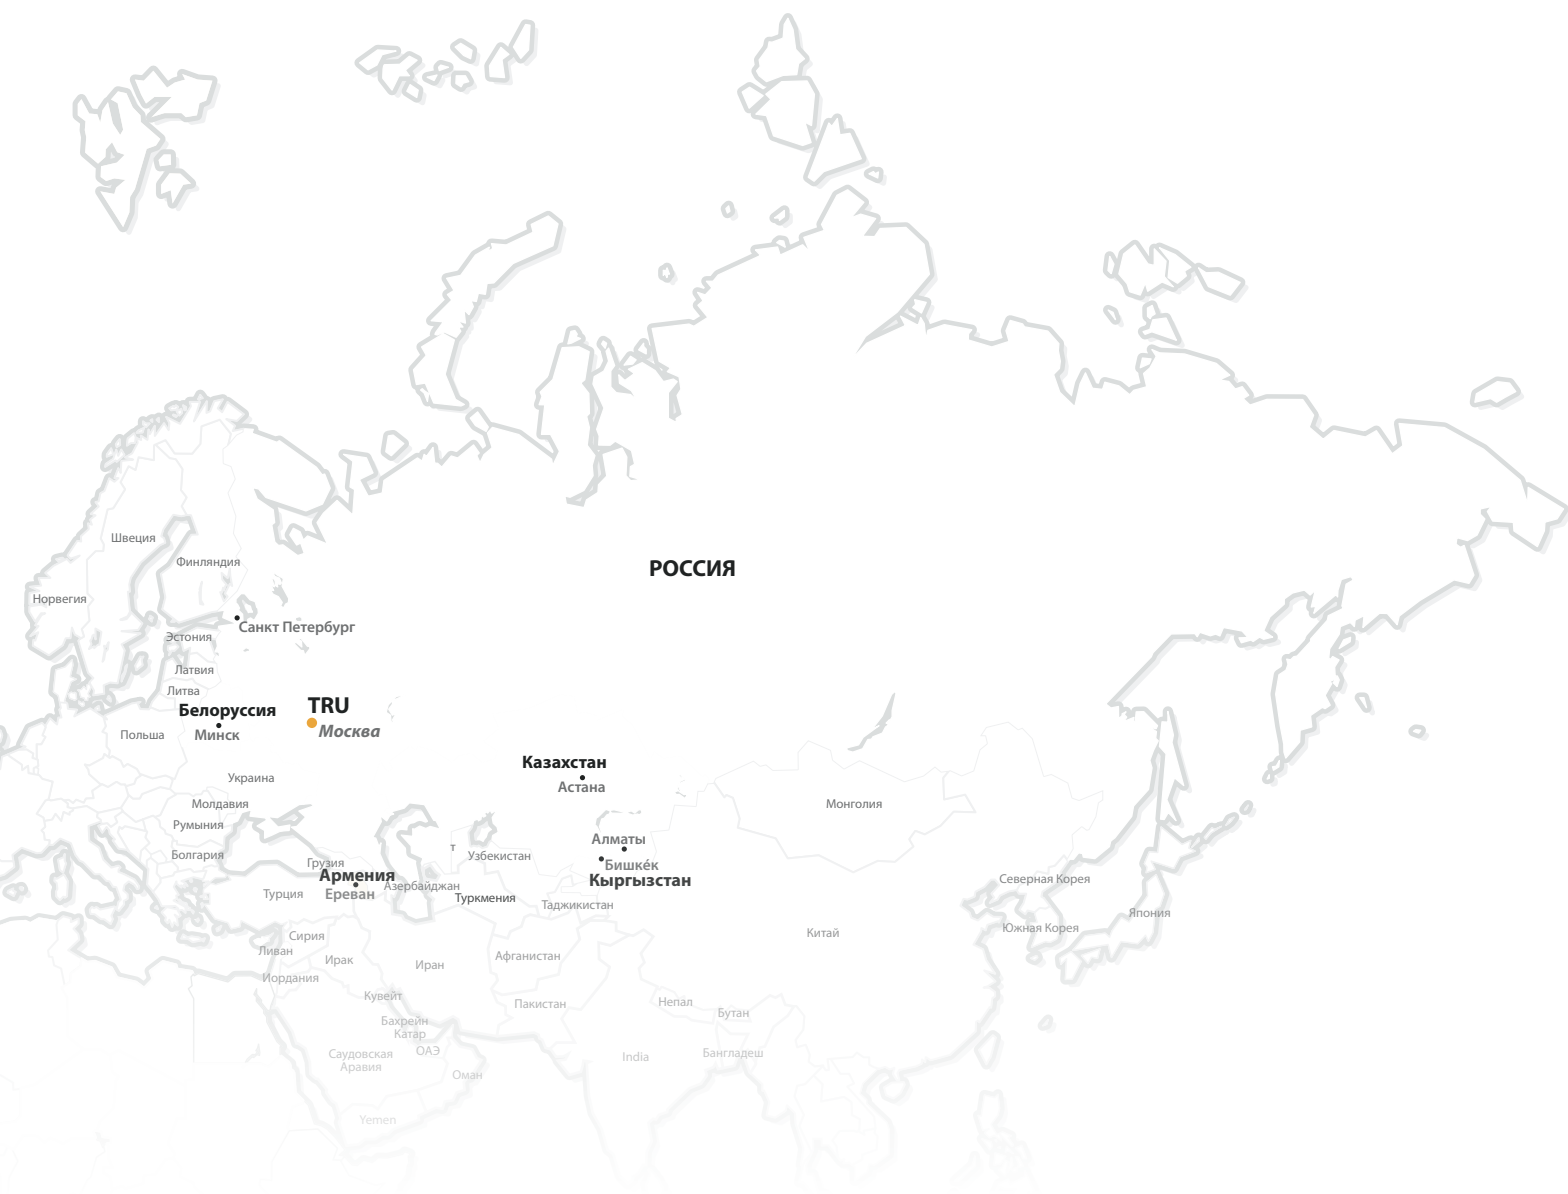 Швеция
Финляндия
РОССИЯ
Норвегия
Санкт Петербург
Эстония
Латвия
Литва
Белоруссия
TRU
Москва
Польша
Минск
Казахстан
Украина
Астана
Молдавия
Монголия
Румыния
Алматы
т
Узбекистан
Болгария
Грузия
Бишке́к
Армения
Кыргызстан
Северная Корея
Азербайджан
Турция
Ереван
Туркмения
Таджикистан
Япония
Южная Корея
Китай
Сирия
Ливан
Ирак
Афганистан
Иран
Иордания
Кувейт
Пакистан
Непал
Бутан
Бахрейн
Катар
ОАЭ
Саудовская
Аравия
India
Бангладеш
Оман
Yemen